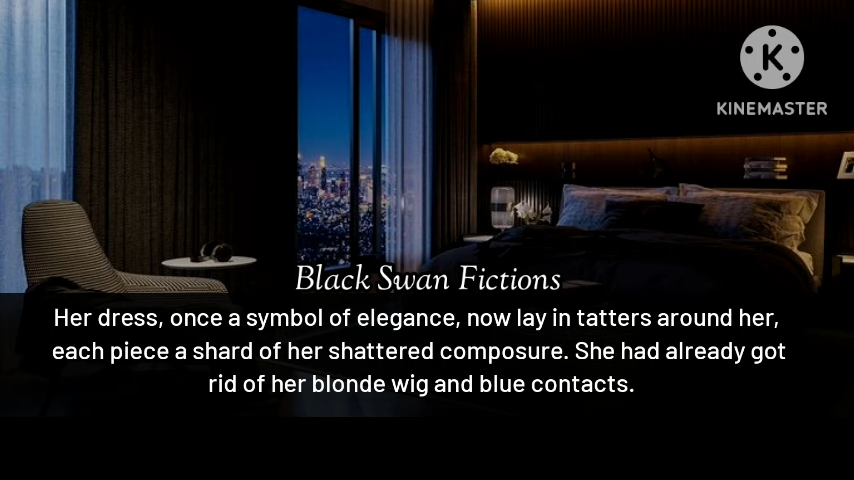 KINEMASTER
Black Swan Fictions
Her dress, once a symbol of elegance, now lay in tatters around her,
each piece a shard of her shattered composure. She had already got
rid of her blonde wig and blue contacts.